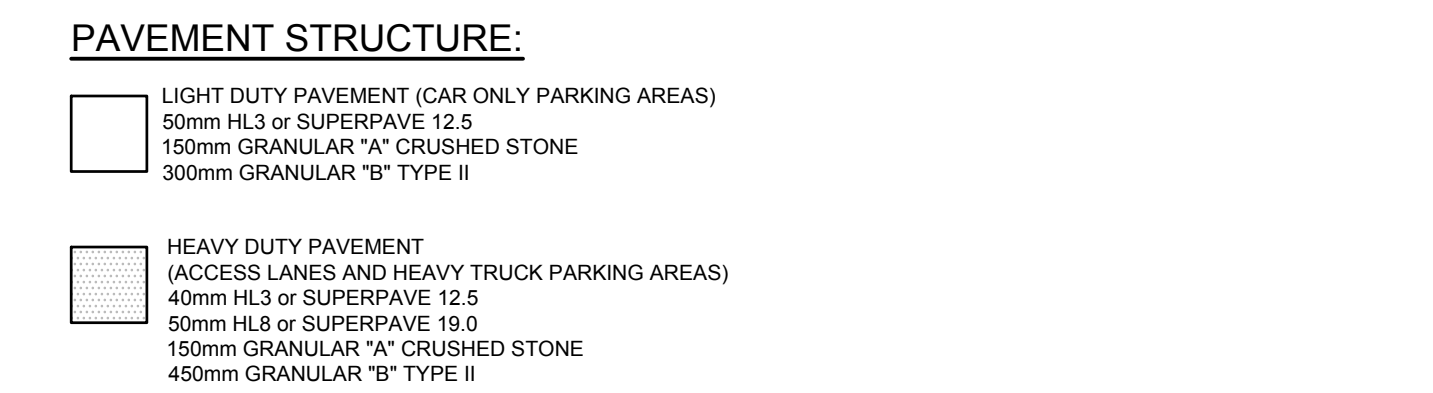 PAVEMENT STRUCTURE:
LIGHT DUTY PAVEMENT (CAR ONLY PARKING AREAS)
50mm HL3 or SUPERPAVE 12.5
150mm GRANULAR "A" CRUSHED STONE
300mm GRANULAR "B" TYPE II
HEAVY DUTY PAVEMENT
(ACCESS LANES AND HEAVY TRUCK PARKING AREAS)
40mm HL3 or SUPERPAVE 12.5
50mm HL8 or SUPERPAVE 19.0
150mm GRANULAR "A" CRUSHED STONE
450mm GRANULAR "B" TYPE II